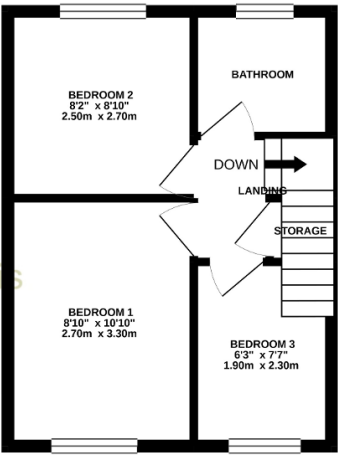 BATHROOM
BEDROOM 2
8'2" x 8'10"
2.50m x 2.70m
DOWN
LANDING
STORAGE
BEDROOM 1
8'10" x 10'10"
2.70m x 3.30m
BEDROOM 3
6'3" x 7'7"
1.90m x 2.30m
is